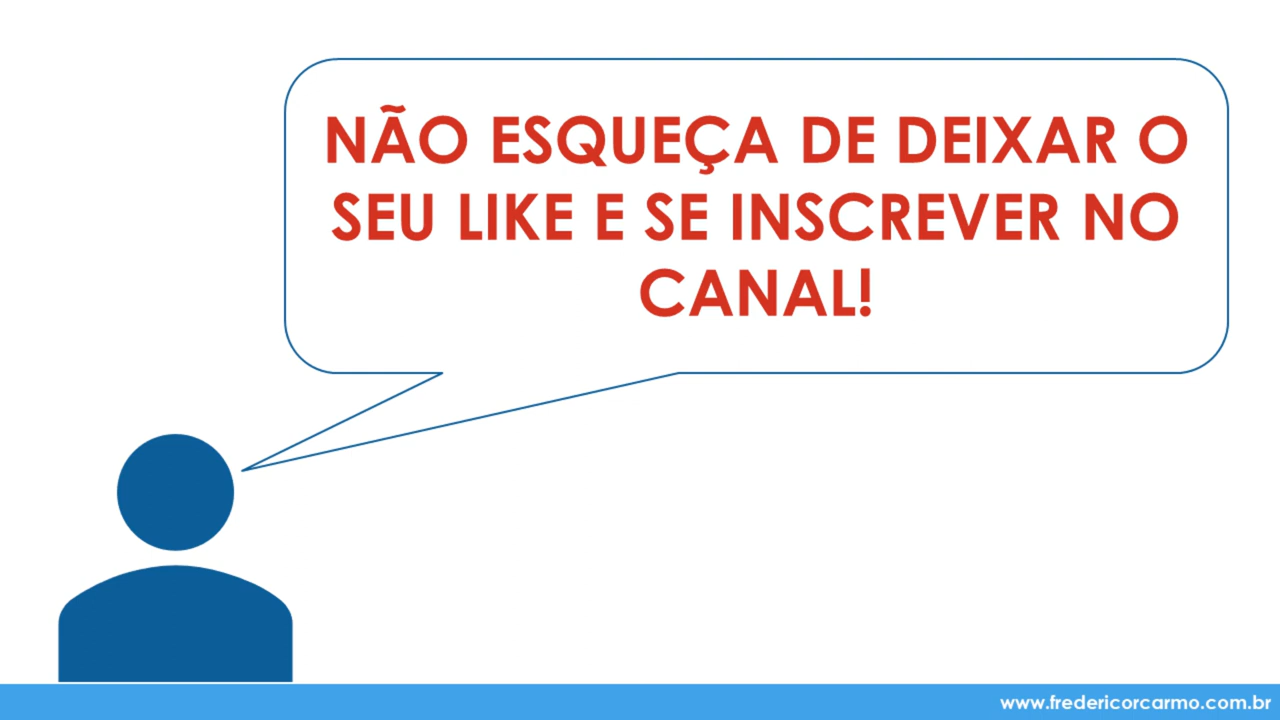 NÃO ESQUEÇA DE DEIXAR O
SEU LIKE E SE INSCREVER NO
CANAL!
www.fredericorcarmo.com.br